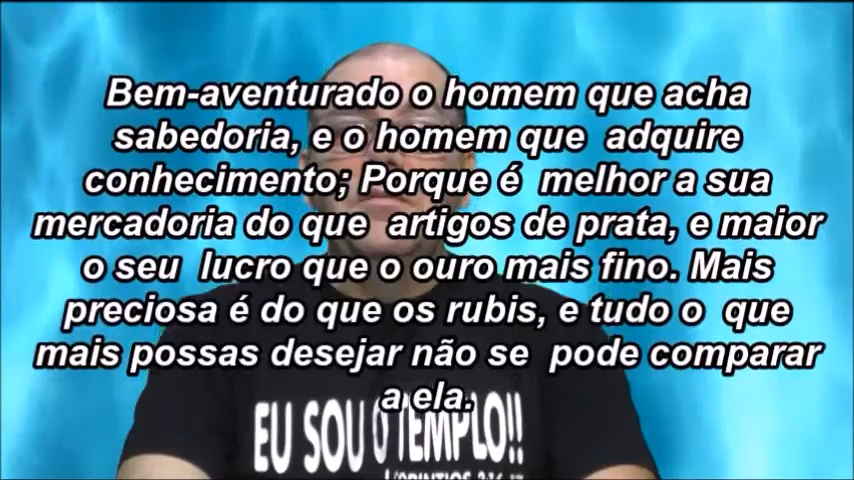 Bem-aventurado o homem que acha
sabedoria, e o homem que adquire
conhecimento; Porque é melhor a sua
mercadoria do que artigos de prata, e maior
o seu lucro que o ouro mais fino. Mais
preciosa é do que os rubis, e tudo o que
mais possas desejar não se pode comparar
a ela.
EU SOU O TEMPLO!!